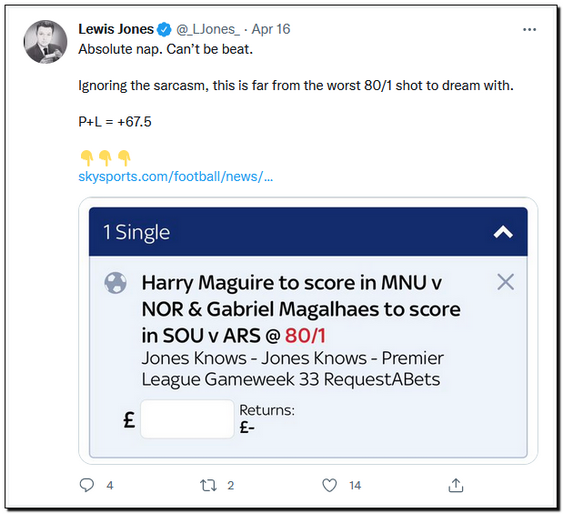 Lewis Jones @_LJones_ · Apr 16
Absolute nap. Can't be beat.
Ignoring the sarcasm, this is far from the worst 80/1 shot to dream with.
P+L = +67.5
👇👇👇
skysports.com/football/news/...
1 Single
Harry Maguire to score in MNU v
NOR & Gabriel Magalhaes to score
in SOU v ARS @ 80/1
Jones Knows - Jones Knows - Premier
League Gameweek 33 RequestABets
£
Returns:
£-
4 2 14